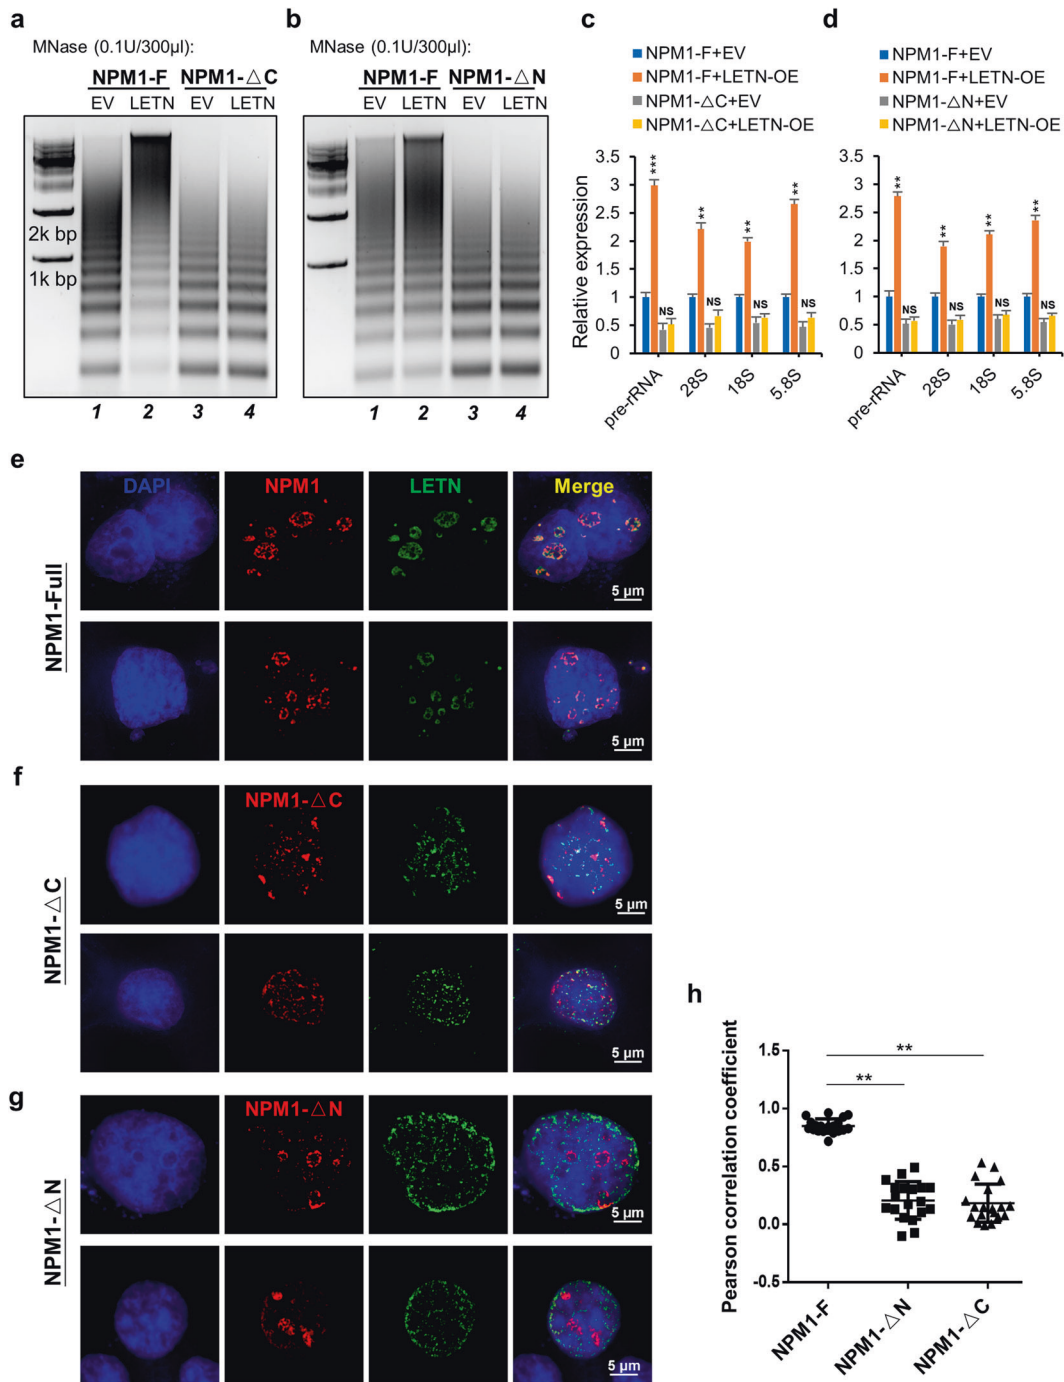 a
MNase (0.1U/300µl):
NPM1-F NPM1-△C
EV LETN EV LETN
2k bp
1k bp
1 2 3 4
b
MNase (0.1U/300µl):
NPM1-F NPM1-△N
EV LETN EV LETN
1 2 3 4
c
NPM1-F+EV
NPM1-F+LETN-OE
NPM1-△C+EV
NPM1-△C+LETN-OE
Relative expression
3.5
3
2.5
2
1.5
1
0.5
0
*** ** ** **
NS NS NS NS
pre-rRNA 28S 18S 5.8S
d
NPM1-F+EV
NPM1-F+LETN-OE
NPM1-△N+EV
NPM1-△N+LETN-OE
3.5
3
2.5
2
1.5
1
0.5
0
** ** ** **
NS NS NS NS
pre-rRNA 28S 18S 5.8S
e
NPM1-Full
DAPI NPM1 LETN Merge
5 µm
5 µm
f
NPM1-△C
NPM1-△C
5 µm
5 µm
g
NPM1-△N
NPM1-△N
5 µm
5 µm
h
Pearson correlation coefficient
1.5
1.0
0.5
0.0
-0.5
**
**
NPM1-F NPM1-△N NPM1-△C